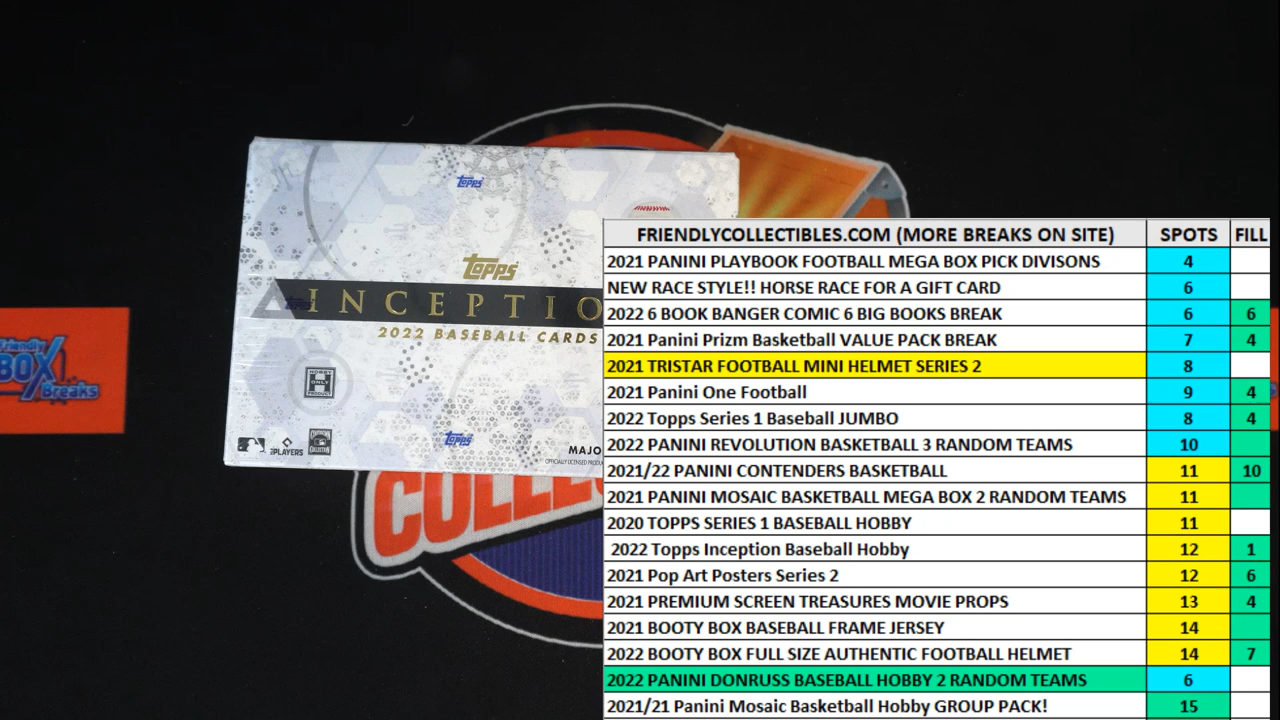 topps
topps
INCEPTIO
2022 BASEBALL CARDS
HOBBY
H
ONLY
PRODUCT
topps
MLB
PLAYERS
MAJO
OFFICIALLY LICENSED PRODU
Friendly
BOX
Breaks
COLLEC
FRIENDLYCOLLECTIBLES.COM (MORE BREAKS ON SITE) SPOTS FILL
2021 PANINI PLAYBOOK FOOTBALL MEGA BOX PICK DIVISONS 4
NEW RACE STYLE!! HORSE RACE FOR A GIFT CARD 6
2022 6 BOOK BANGER COMIC 6 BIG BOOKS BREAK 6 6
2021 Panini Prizm Basketball VALUE PACK BREAK 7 4
2021 TRISTAR FOOTBALL MINI HELMET SERIES 2 8
2021 Panini One Football 9 4
2022 Topps Series 1 Baseball JUMBO 8 4
2022 PANINI REVOLUTION BASKETBALL 3 RANDOM TEAMS 10
2021/22 PANINI CONTENDERS BASKETBALL 11 10
2021 PANINI MOSAIC BASKETBALL MEGA BOX 2 RANDOM TEAMS 11
2020 TOPPS SERIES 1 BASEBALL HOBBY 11
2022 Topps Inception Baseball Hobby 12 1
2021 Pop Art Posters Series 2 12 6
2021 PREMIUM SCREEN TREASURES MOVIE PROPS 13 4
2021 BOOTY BOX BASEBALL FRAME JERSEY 14
2022 BOOTY BOX FULL SIZE AUTHENTIC FOOTBALL HELMET 14 7
2022 PANINI DONRUSS BASEBALL HOBBY 2 RANDOM TEAMS 6
2021/21 Panini Mosaic Basketball Hobby GROUP PACK! 15